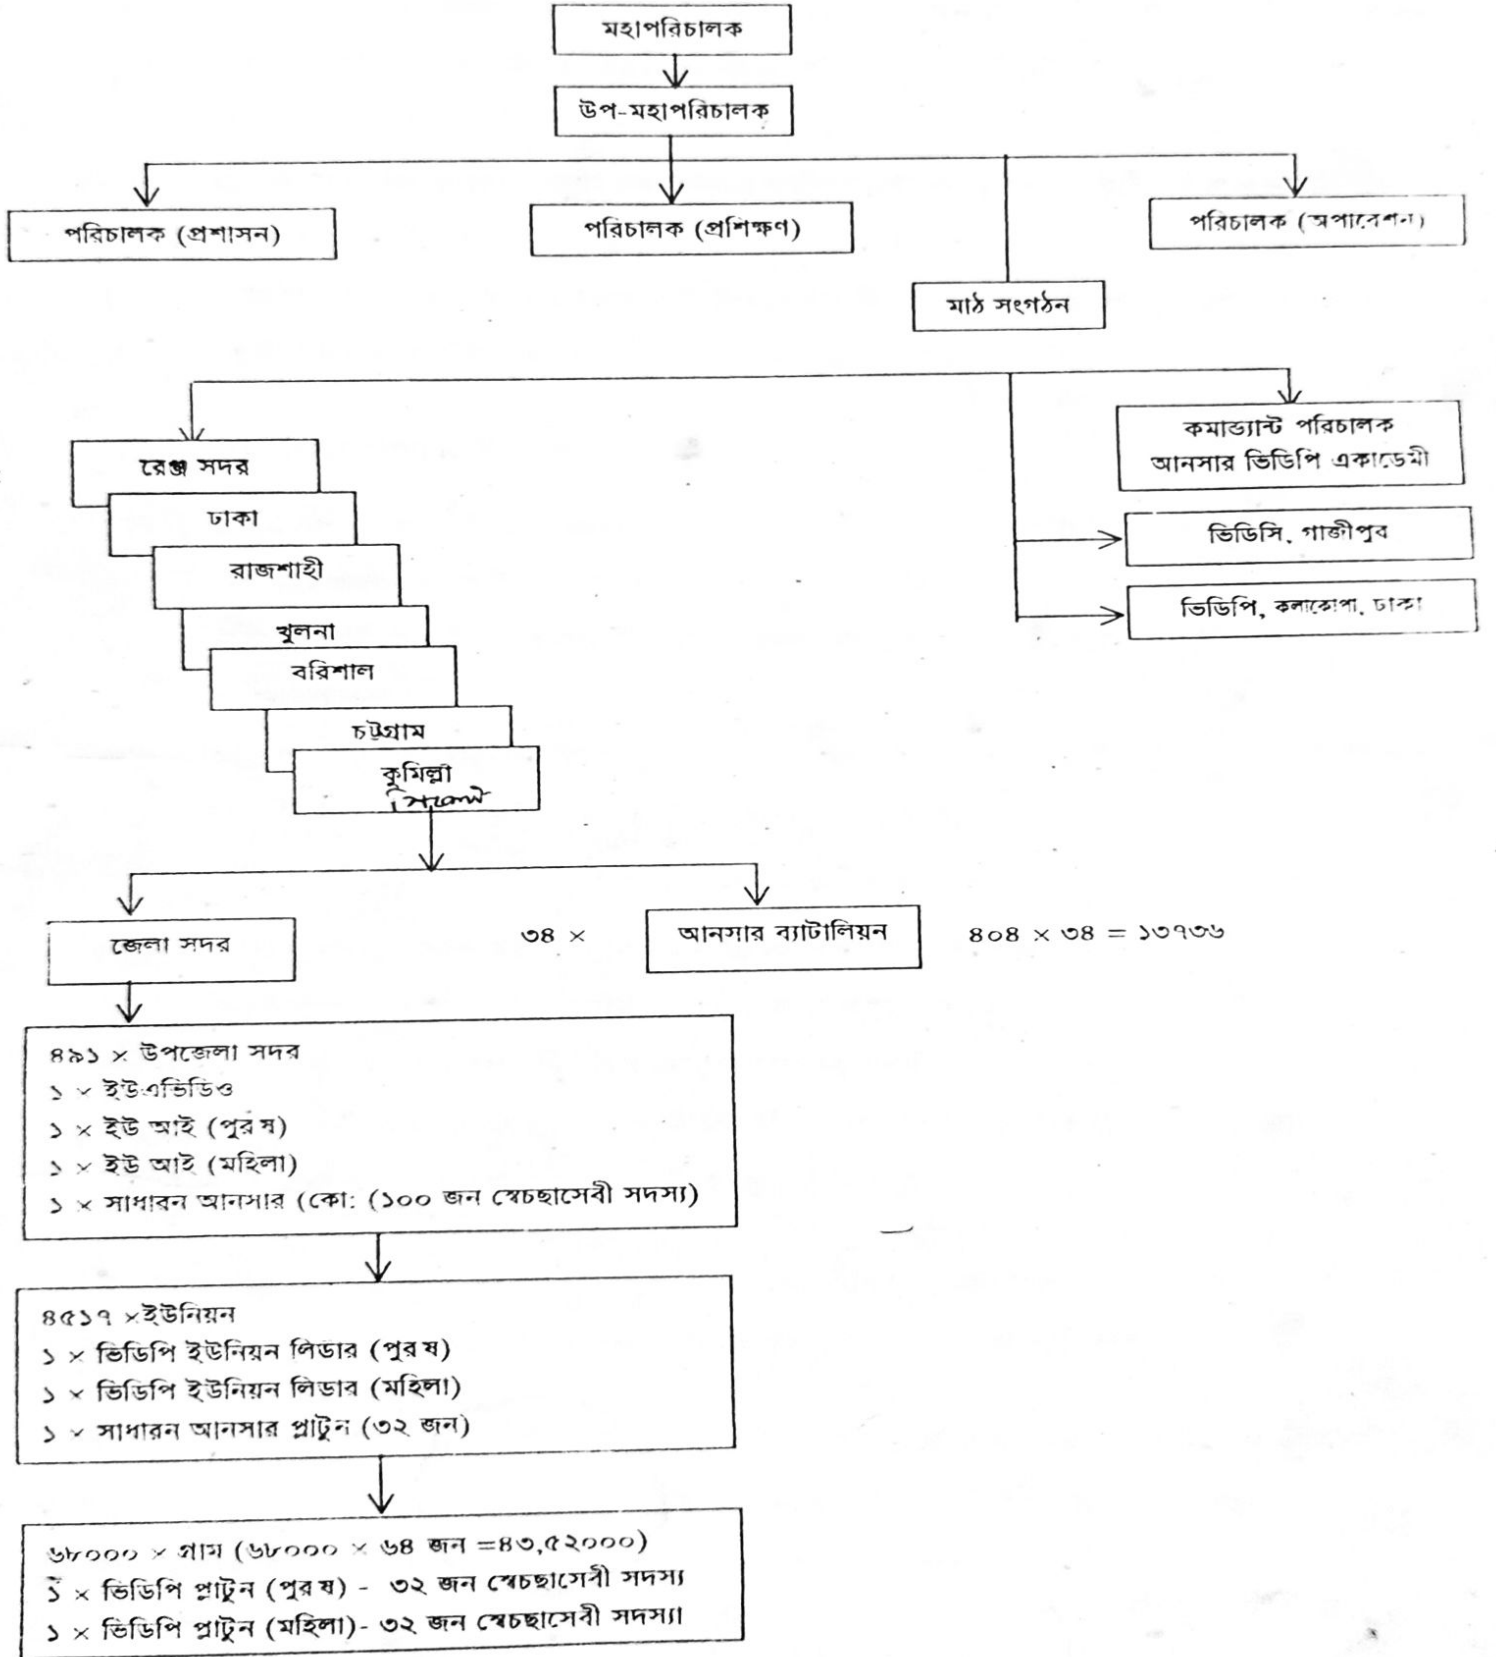 মহাপরিচালক
উপ-মহাপরিচালক
পরিচালক (প্রশাসন)
পরিচালক (প্রশিক্ষণ)
পরিচালক (অপারেশন)
মাঠ সংগঠন
রেঞ্জ সদর
ঢাকা
রাজশাহী
খুলনা
বরিশাল
চট্টগ্রাম
কুমিল্লা
কমান্ড্যান্ট পরিচালক
আনসার ভিডিপি একাডেমী
ভিডিসি, গাজীপুর
ভিডিপি, কলাকোপা, ঢাকা
জেলা সদর
৩৪ × আনসার ব্যাটালিয়ন ৪০৪ × ৩৪ = ১৩৭৩৬
৪৯১ × উপজেলা সদর
১ × ইউএভিডিও
১ × ইউ আই (পুরষ)
১ × ইউ আই (মহিলা)
১ × সাধারন আনসার (কো: (১০০ জন স্বেচছাসেবী সদস্য)
৪৫১৭ ×ইউনিয়ন
১ × ভিডিপি ইউনিয়ন লিডার (পুরষ)
১ × ভিডিপি ইউনিয়ন লিডার (মহিলা)
১ × সাধারন আনসার প্লাটুন (৩২ জন)
৬৮০০০ × গ্রাম (৬৮০০০ × ৬৪ জন =৪৩,৫২০০০)
১ × ভিডিপি প্লাটুন (পুরষ) - ৩২ জন স্বেচছাসেবী সদস্য
১ × ভিডিপি প্লাটুন (মহিলা)- ৩২ জন স্বেচছাসেবী সদস্যা